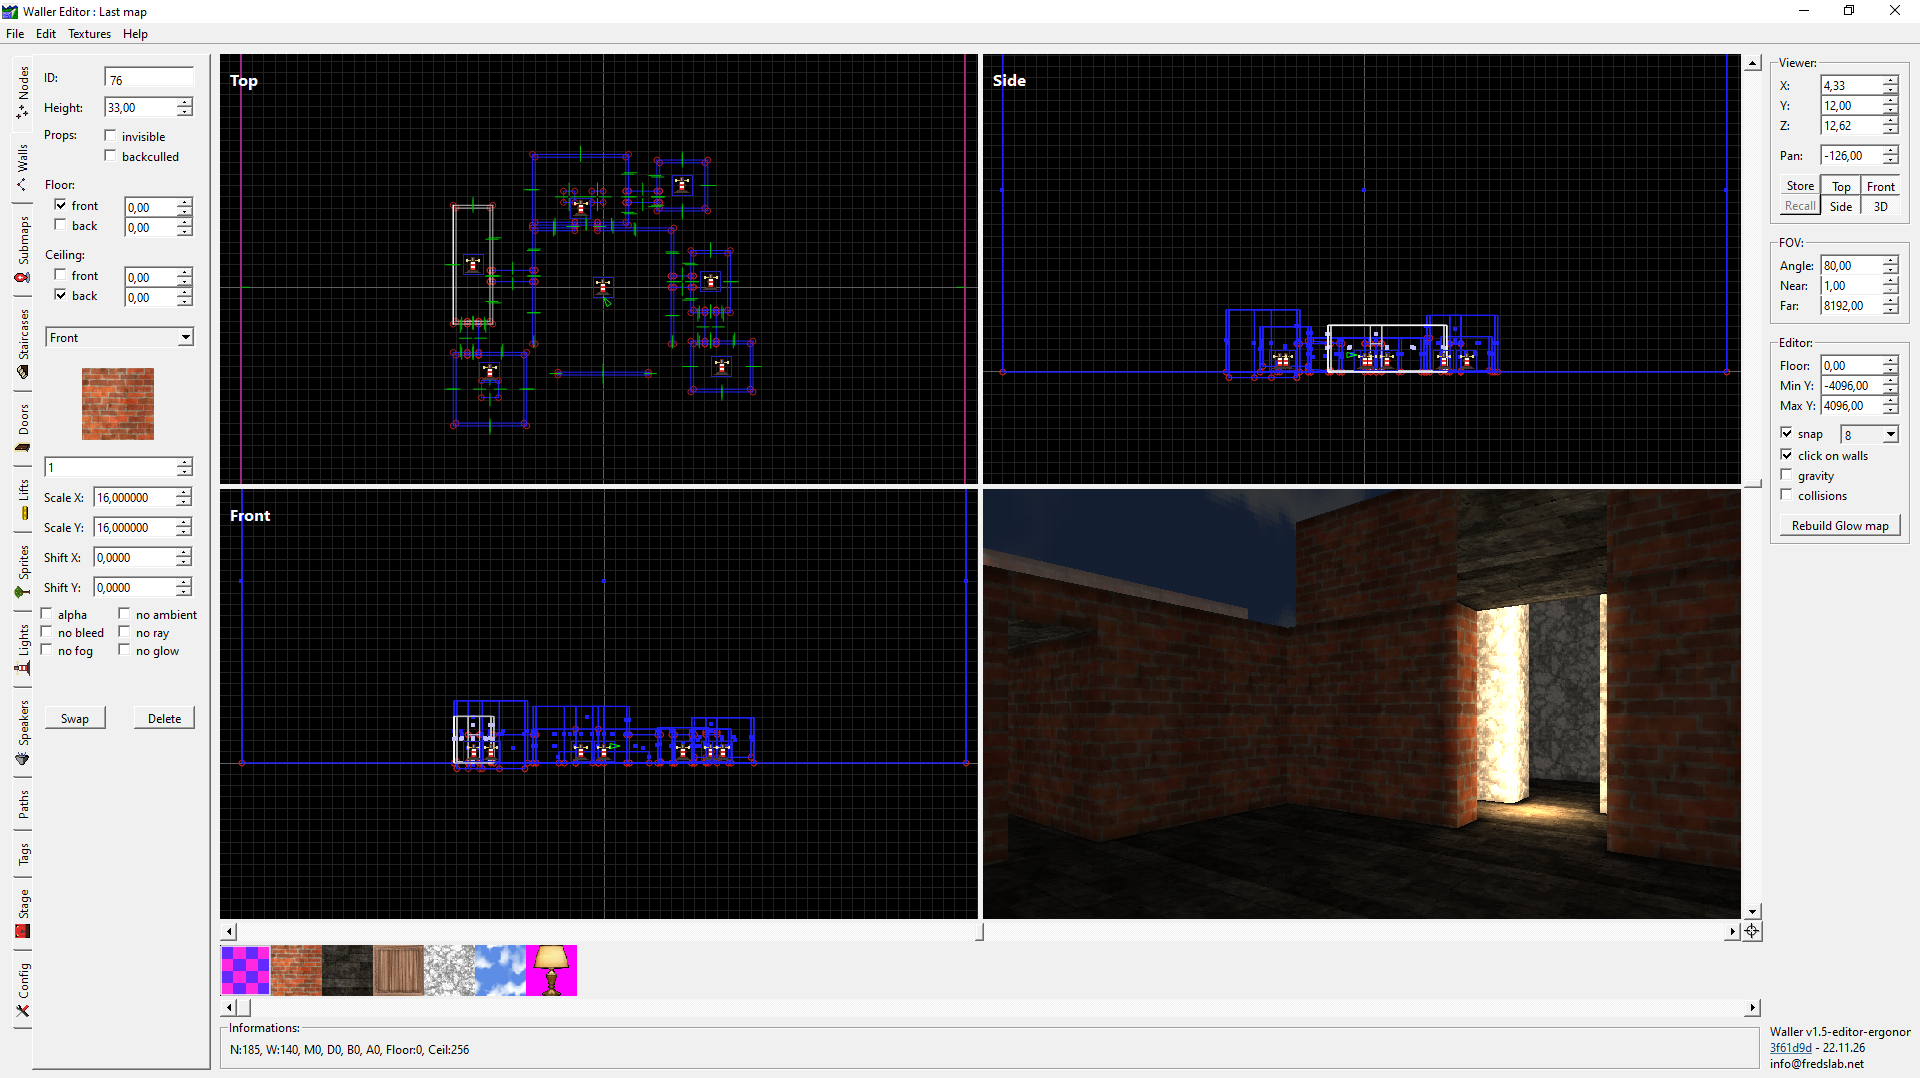 Waller Editor : Last map
File Edit Textures Help
Nodes
Walls
Submaps
Staircases
Doors
Lifts
Sprites
Lights
Speakers
Paths
Tags
Stage
Config
ID: 76
Height: 33,00
Props: invisible
backculled
Floor:
front 0,00
back 0,00
Ceiling:
front 0,00
back 0,00
Front
1
Scale X: 16,000000
Scale Y: 16,000000
Shift X: 0,0000
Shift Y: 0,0000
alpha no ambient
no bleed no ray
no fog no glow
Swap Delete
Top
Side
Front
Viewer:
X: 4,33
Y: 12,00
Z: 12,62
Pan: -126,00
Store Top Front
Recall Side 3D
FOV:
Angle: 80,00
Near: 1,00
Far: 8192,00
Editor:
Floor: 0,00
Min Y: -4096,00
Max Y: 4096,00
snap 8
click on walls
gravity
collisions
Rebuild Glow map
Informations:
N:185, W:140, M0, D0, B0, A0, Floor:0, Ceil:256
Waller v1.5-editor-ergonor
3f61d9d - 22.11.26
info@fredslab.net